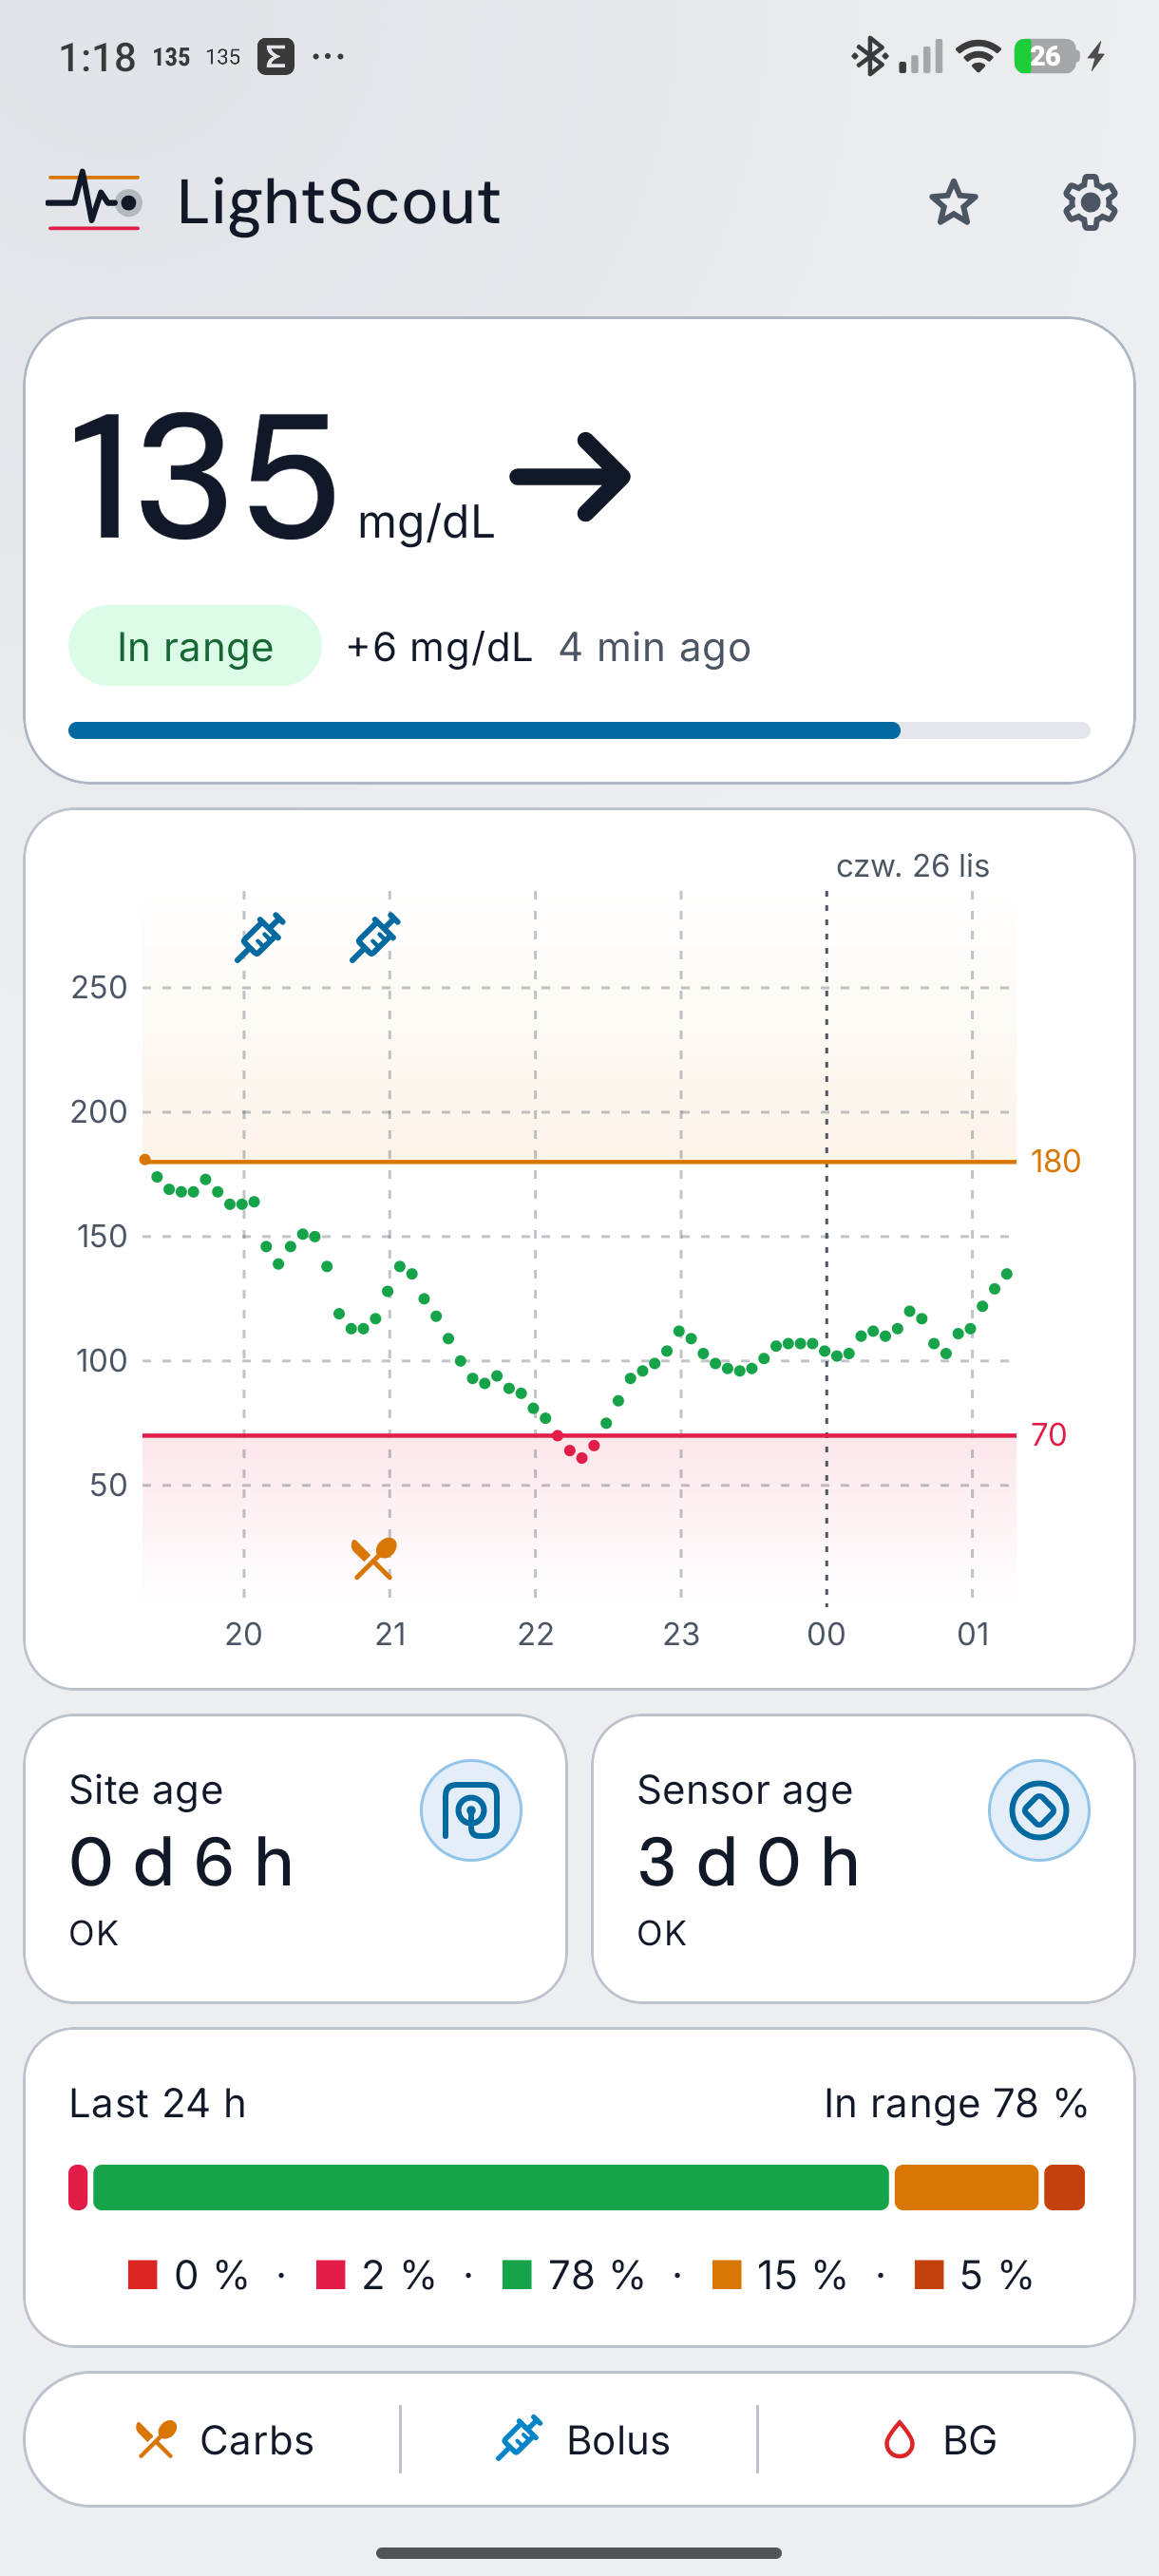 1:18 135 135 Σ ... 26
LightScout
135 mg/dL →
In range +6 mg/dL 4 min ago
czw. 26 lis
250
200
180
150
100
70
50
20 21 22 23 00 01
Site age
0 d 6 h
OK
Sensor age
3 d 0 h
OK
Last 24 h In range 78 %
0 % · 2 % · 78 % · 15 % · 5 %
Carbs Bolus BG